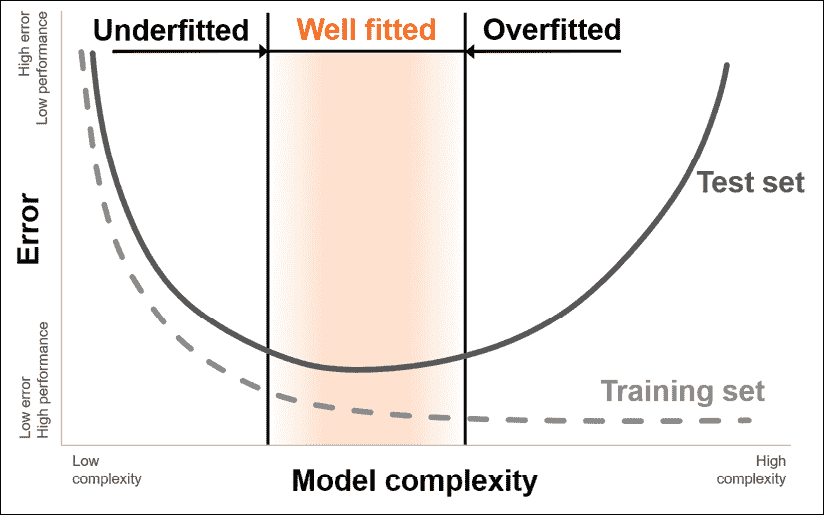 Underfitted
Well fitted
Overfitted
High error
Low performance
Error
Low error
High performance
Test set
Training set
Low
complexity
Model complexity
High
complexity